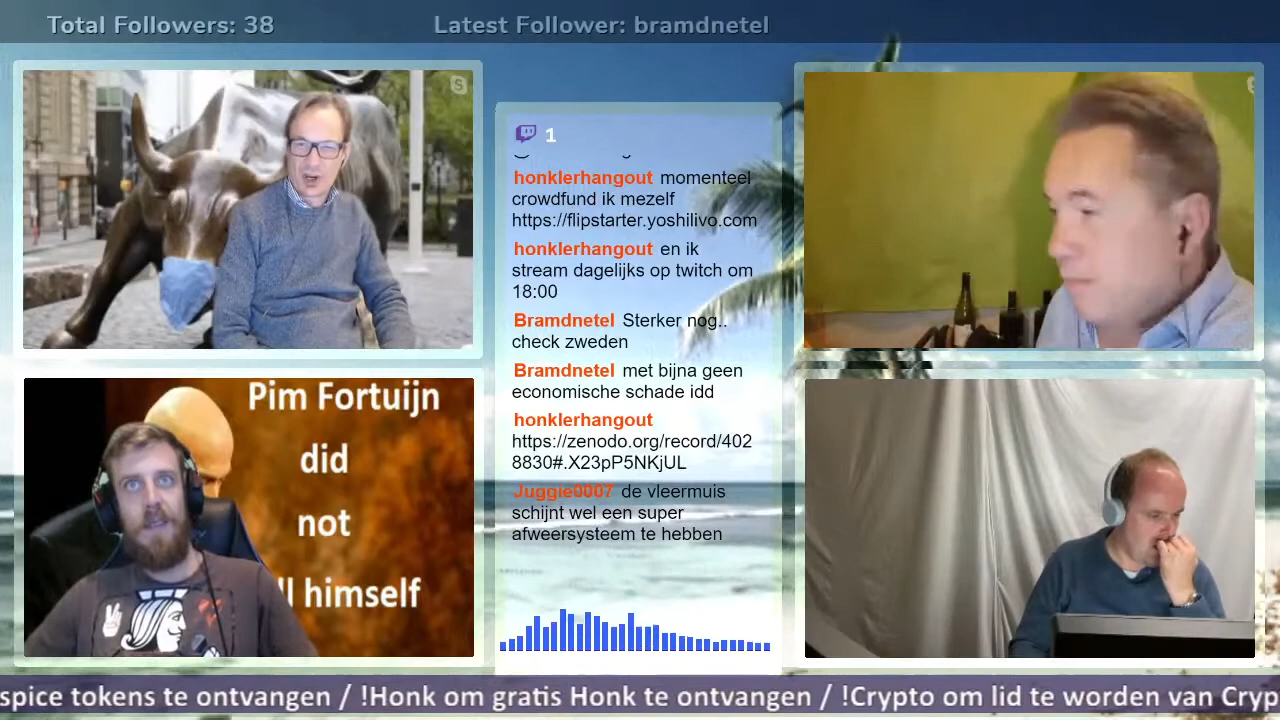 Total Followers: 38
Latest Follower: bramdnetel
1
honklerhangout momenteel
crowdfund ik mezelf
https://flipstarter.yoshilivo.com
honklerhangout en ik
stream dagelijks op twitch om
18:00
Bramdnetel Sterker nog..
check zweden
Bramdnetel met bijna geen
economische schade idd
honklerhangout
https://zenodo.org/record/402
8830#.X23pP5NKjUL
Juggie0007 de vleermuis
schijnt wel een super
afweersysteem te hebben
Pim Fortuijn
did
not
ll himself
spice tokens te ontvangen / !Honk om gratis Honk te ontvangen / !Crypto om lid te worden van Cryp